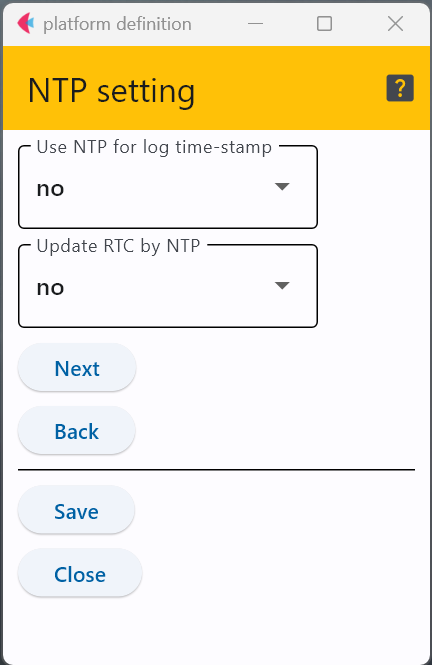 platform definition
NTP setting
?
Use NTP for log time-stamp
no
Update RTC by NTP
no
Next
Back
Save
Close